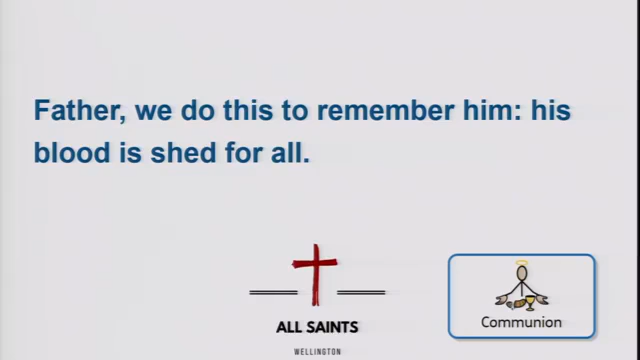 Father, we do this to remember him: his
blood is shed for all.
ALL SAINTS
WELLINGTON
Communion